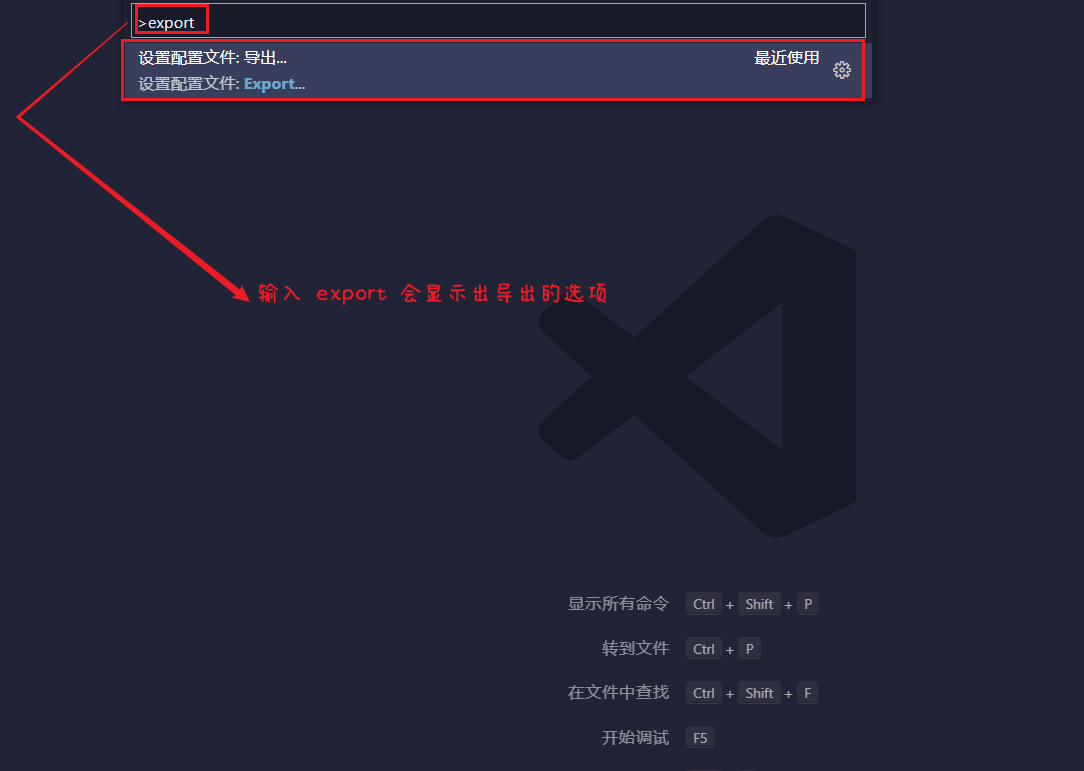 >export
设置配置文件: 导出... 最近使用
设置配置文件: Export...
输入 export 会显示出导出的选项
显示所有命令 Ctrl + Shift + P
转到文件 Ctrl + P
在文件中查找 Ctrl + Shift + F
开始调试 F5